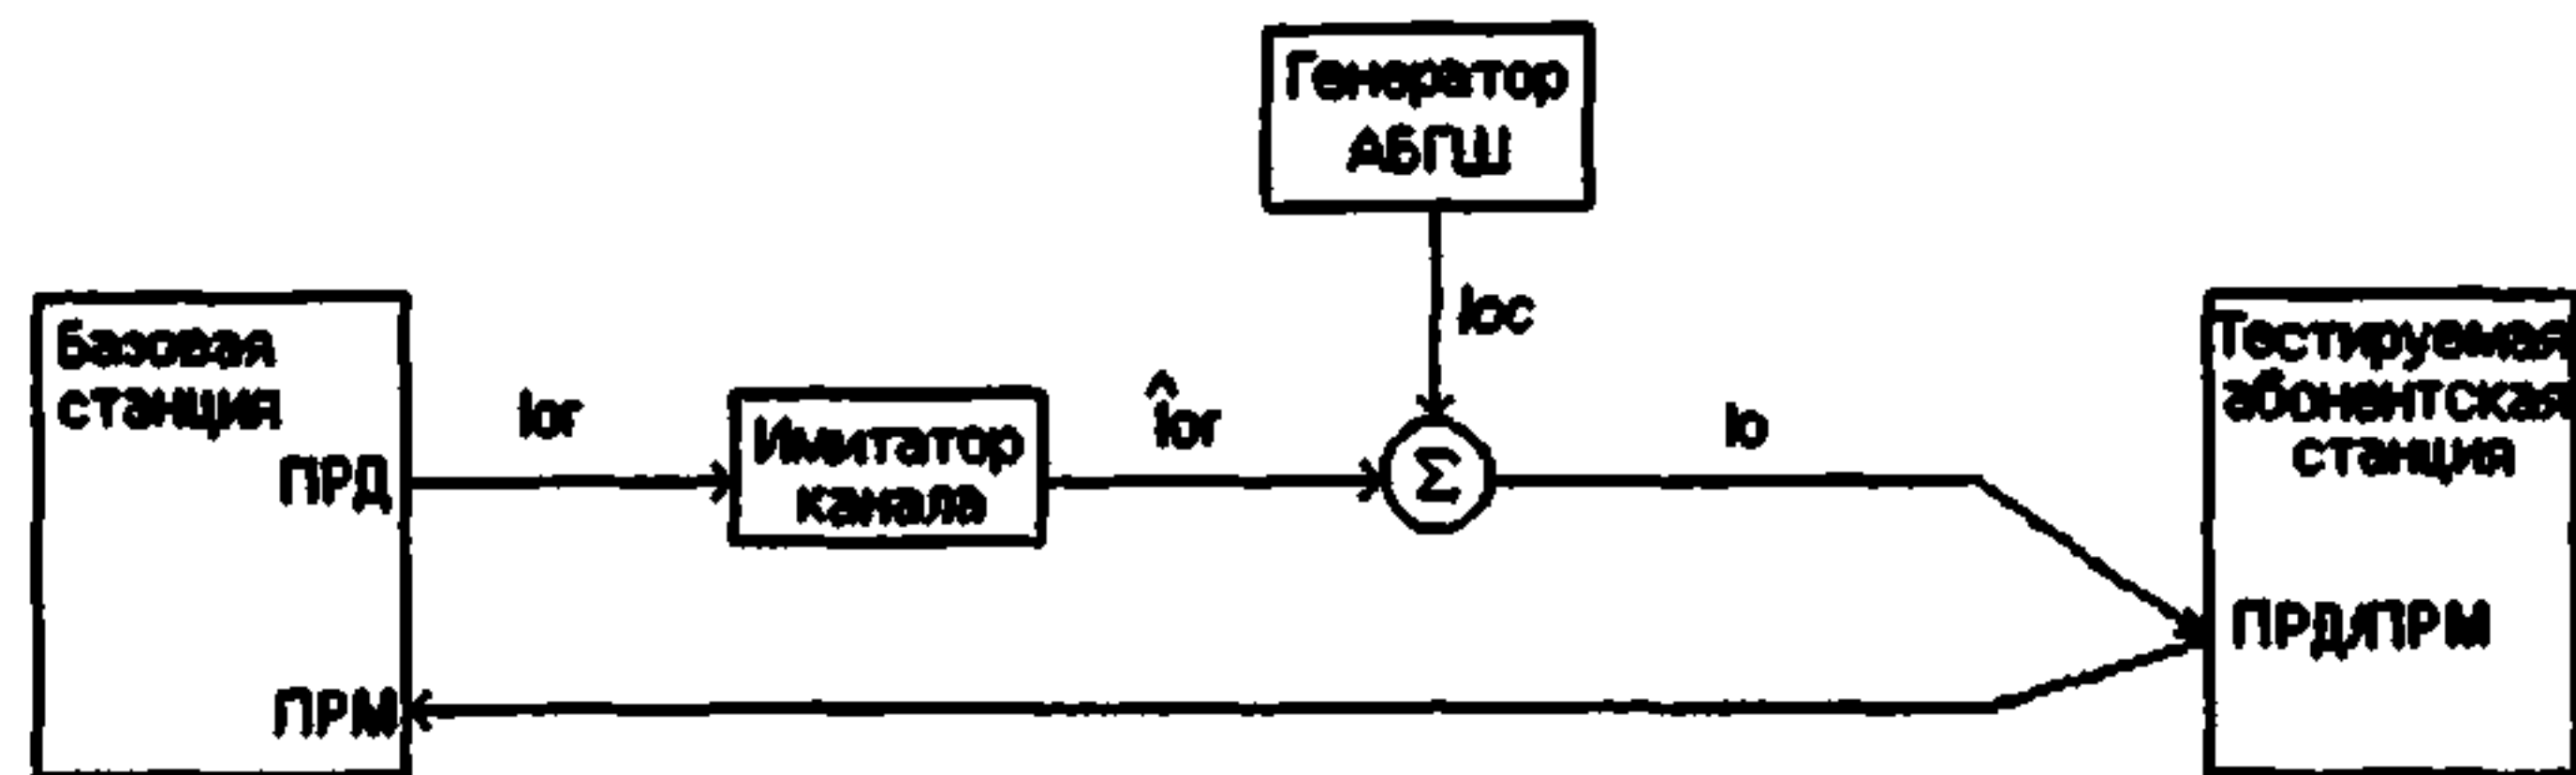 Генератор
АБГШ
Ioc
Базовая
станция
ПРД
ПРМ
Ior
Имитатор
канала
Îor
Σ
Io
Тестируемая
абонентская
станция
ПРД/ПРМ